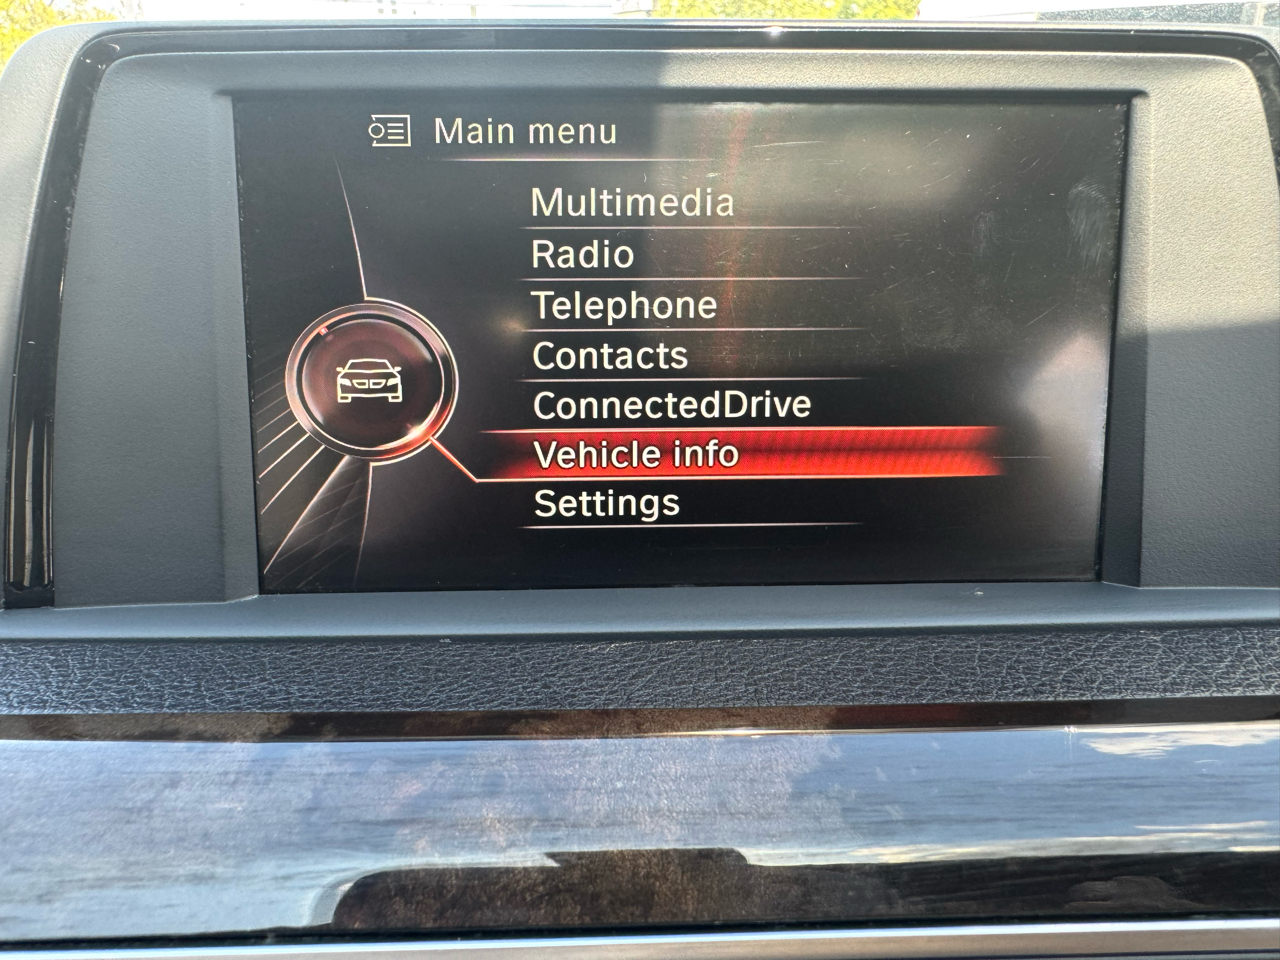 Main menu
Multimedia
Radio
Telephone
Contacts
ConnectedDrive
Vehicle info
Settings